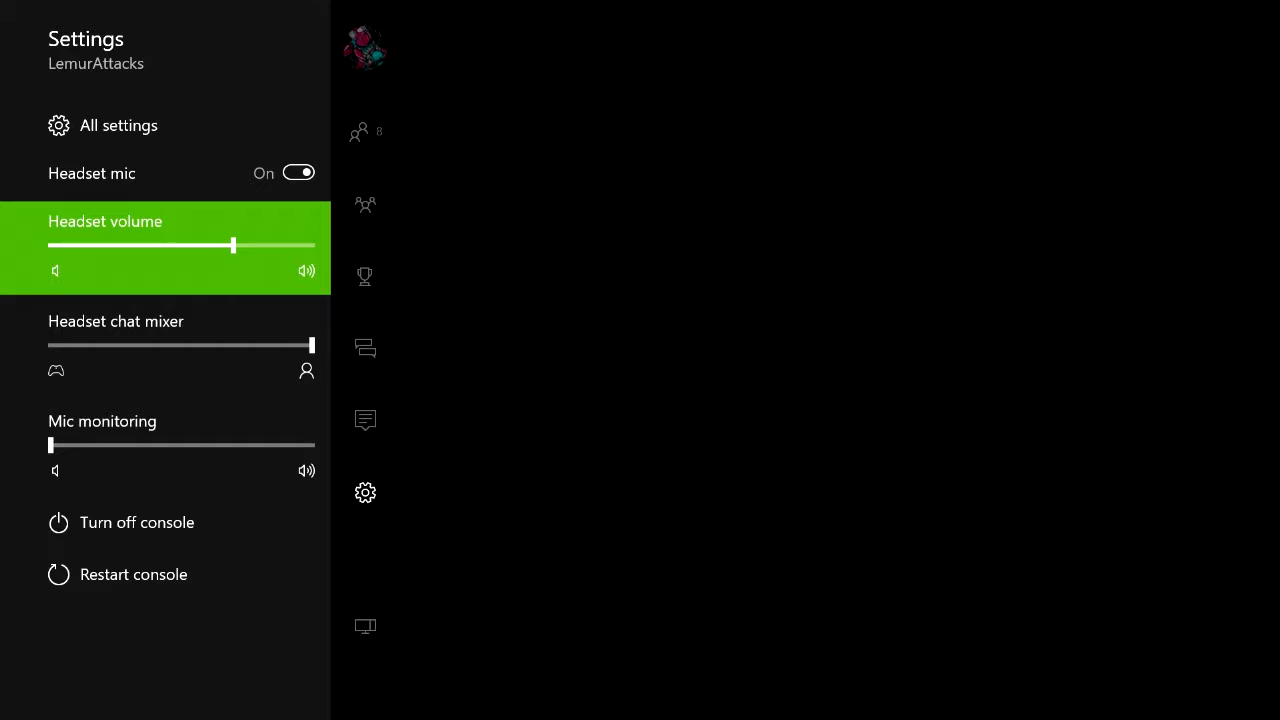 Settings
LemurAttacks
All settings
Headset mic On
Headset volume
Headset chat mixer
Mic monitoring
Turn off console
Restart console
8